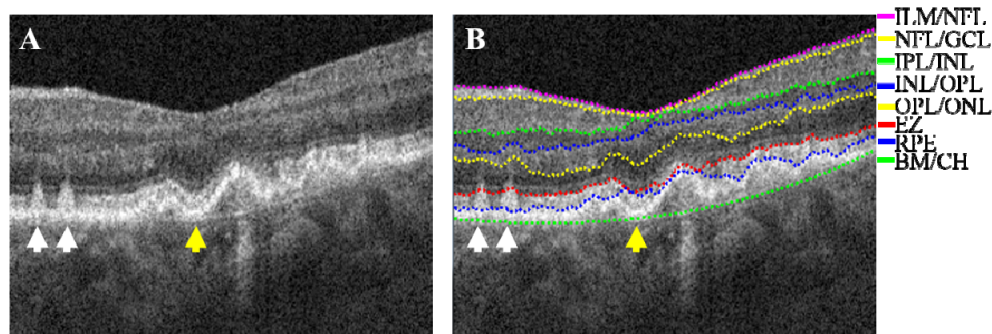 A
B
ILM/NFL
NFL/GCL
IPL/INL
INL/OPL
OPL/ONL
EZ
RPE
BM/CH